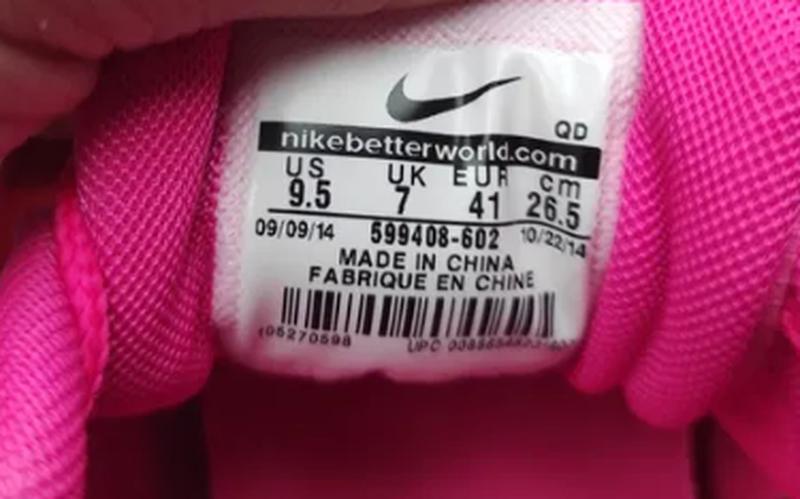 QD
nikebetterworld.com
US UK EUR cm
9.5 7 41 26.5
09/09/14 599408-602 10/22/14
MADE IN CHINA
FABRIQUE EN CHINE
UPC